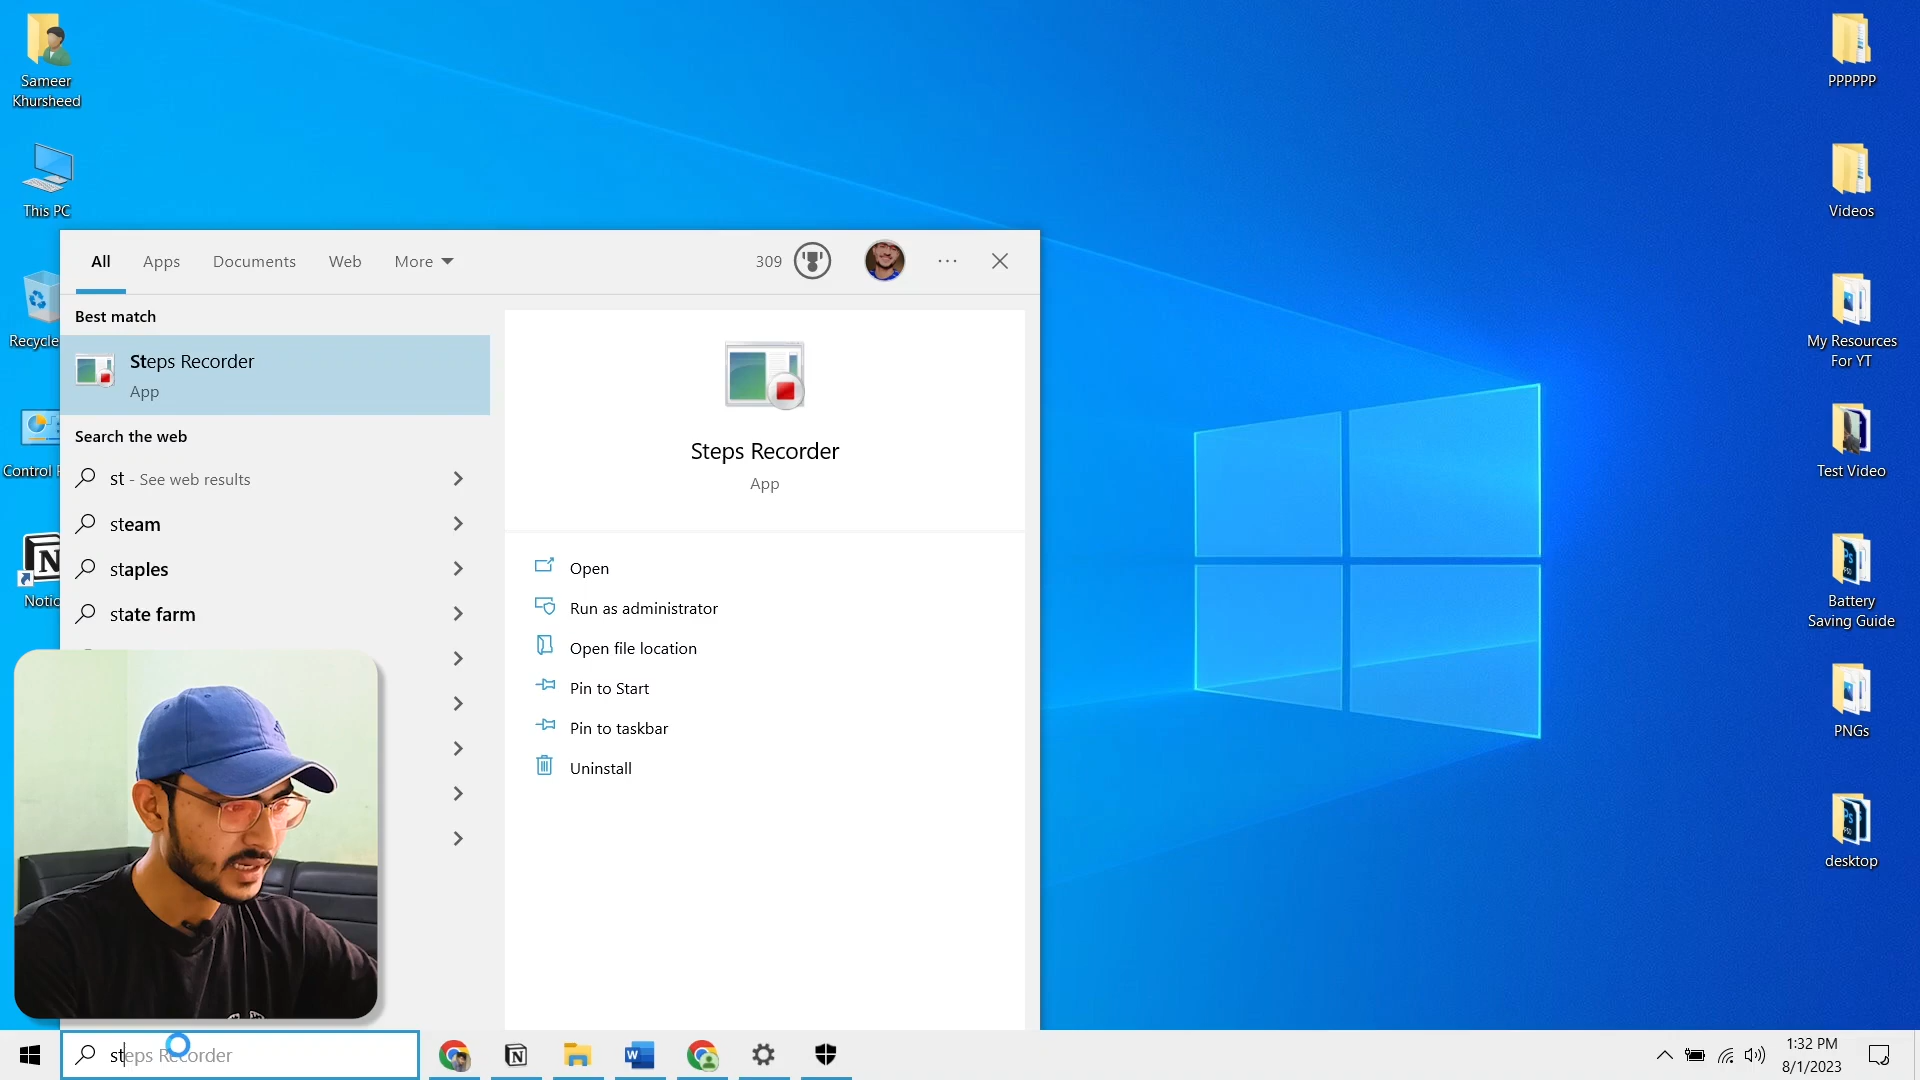 Sameer
Khursheed
This PC
Recycle
Control P
Notic
All
Apps
Documents
Web
More
309
Best match
Steps Recorder
App
Search the web
st - See web results
steam
staples
state farm
Steps Recorder
App
Open
Run as administrator
Open file location
Pin to Start
Pin to taskbar
Uninstall
PPPPPP
Videos
My Resources
For YT
Test Video
Battery
Saving Guide
PNGs
desktop
steps Recorder
1:32 PM
8/1/2023